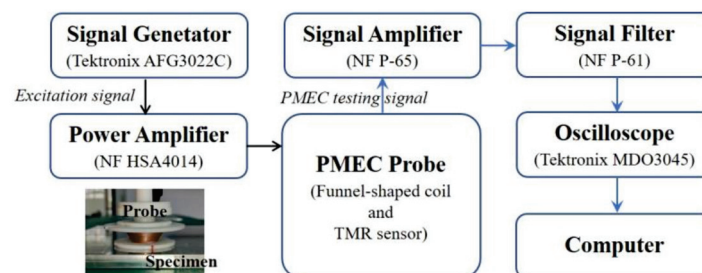 Signal Genetator
(Tektronix AFG3022C)
Excitation signal
Power Amplifier
(NF HSA4014)
Probe
Specimen
Signal Amplifier
(NF P-65)
PMEC testing signal
PMEC Probe
(Funnel-shaped coil
and
TMR sensor)
Signal Filter
(NF P-61)
Oscilloscope
(Tektronix MDO3045)
Computer